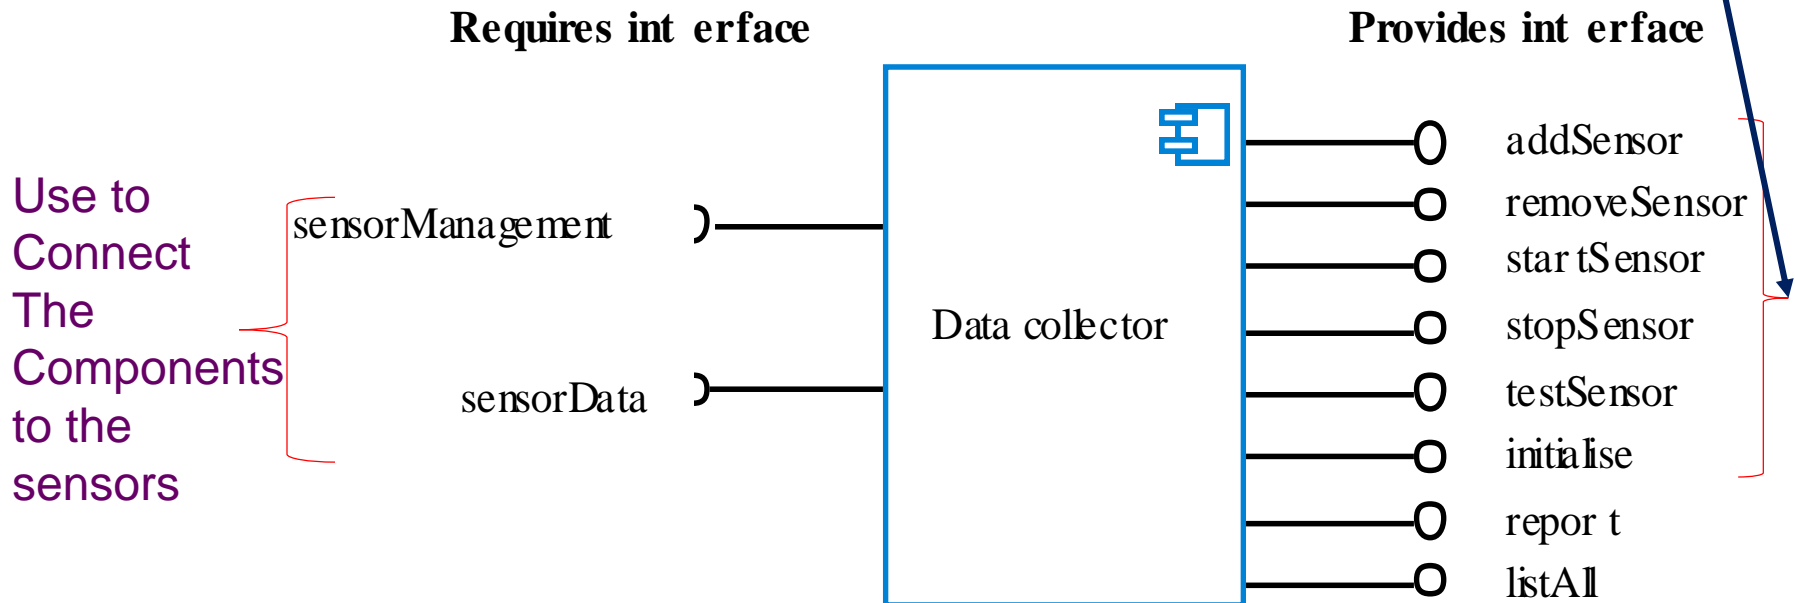 Requires int erface
Provides int erface
Use to
Connect
The
Components
to the
sensors
sensorManagement
sensorData
Data collector
addSensor
removeSensor
star tSensor
stopSensor
testSensor
initialise
repor t
listAll